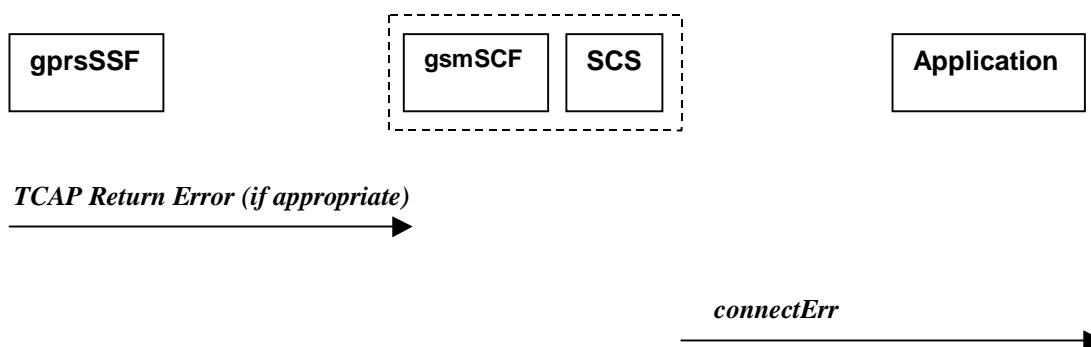 gprsSSF
gsmSCF
SCS
Application
TCAP Return Error (if appropriate)
connectErr